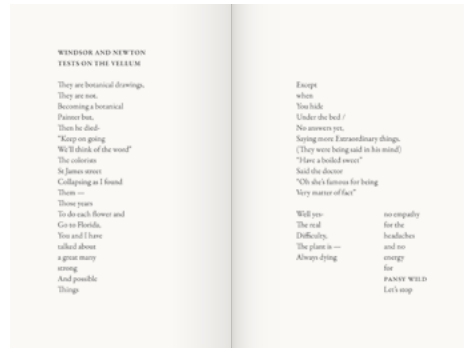 WINDSOR AND NEWTON
TESTS ON THE VELLUM
They are botanical drawings,
They are not,
Becoming a botanical
Painter but,
Then he died-
"Keep on going
We'll think of the word"
The colorists
St James street
Collapsing as I found
Them —
Those years
To do each flower and
Go to Florida,
You and I have
talked about
a great many
strong
And possible
Things
Except
when
You hide
Under the bed /
No answers yet,
Saying more Extraordinary things,
(They were being said in his mind)
"Have a boiled sweet"
Said the doctor
"Oh she's famous for being
Very matter of fact"
Well yes-
The real
Difficulty,
The plant is —
Always dying
no empathy
for the
headaches
and no
energy
for
PANSY WILD
Let's stop